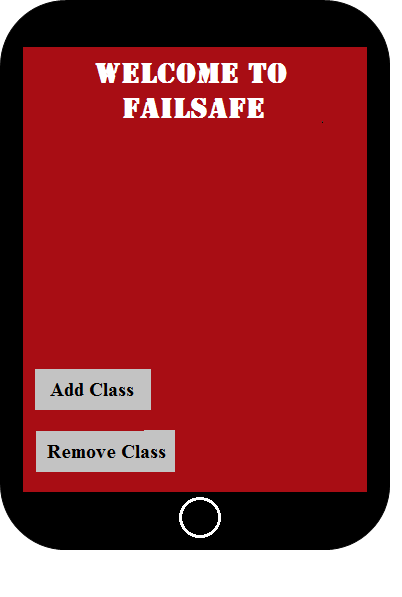 WELCOME TO
FAILSAFE
Add Class
Remove Class